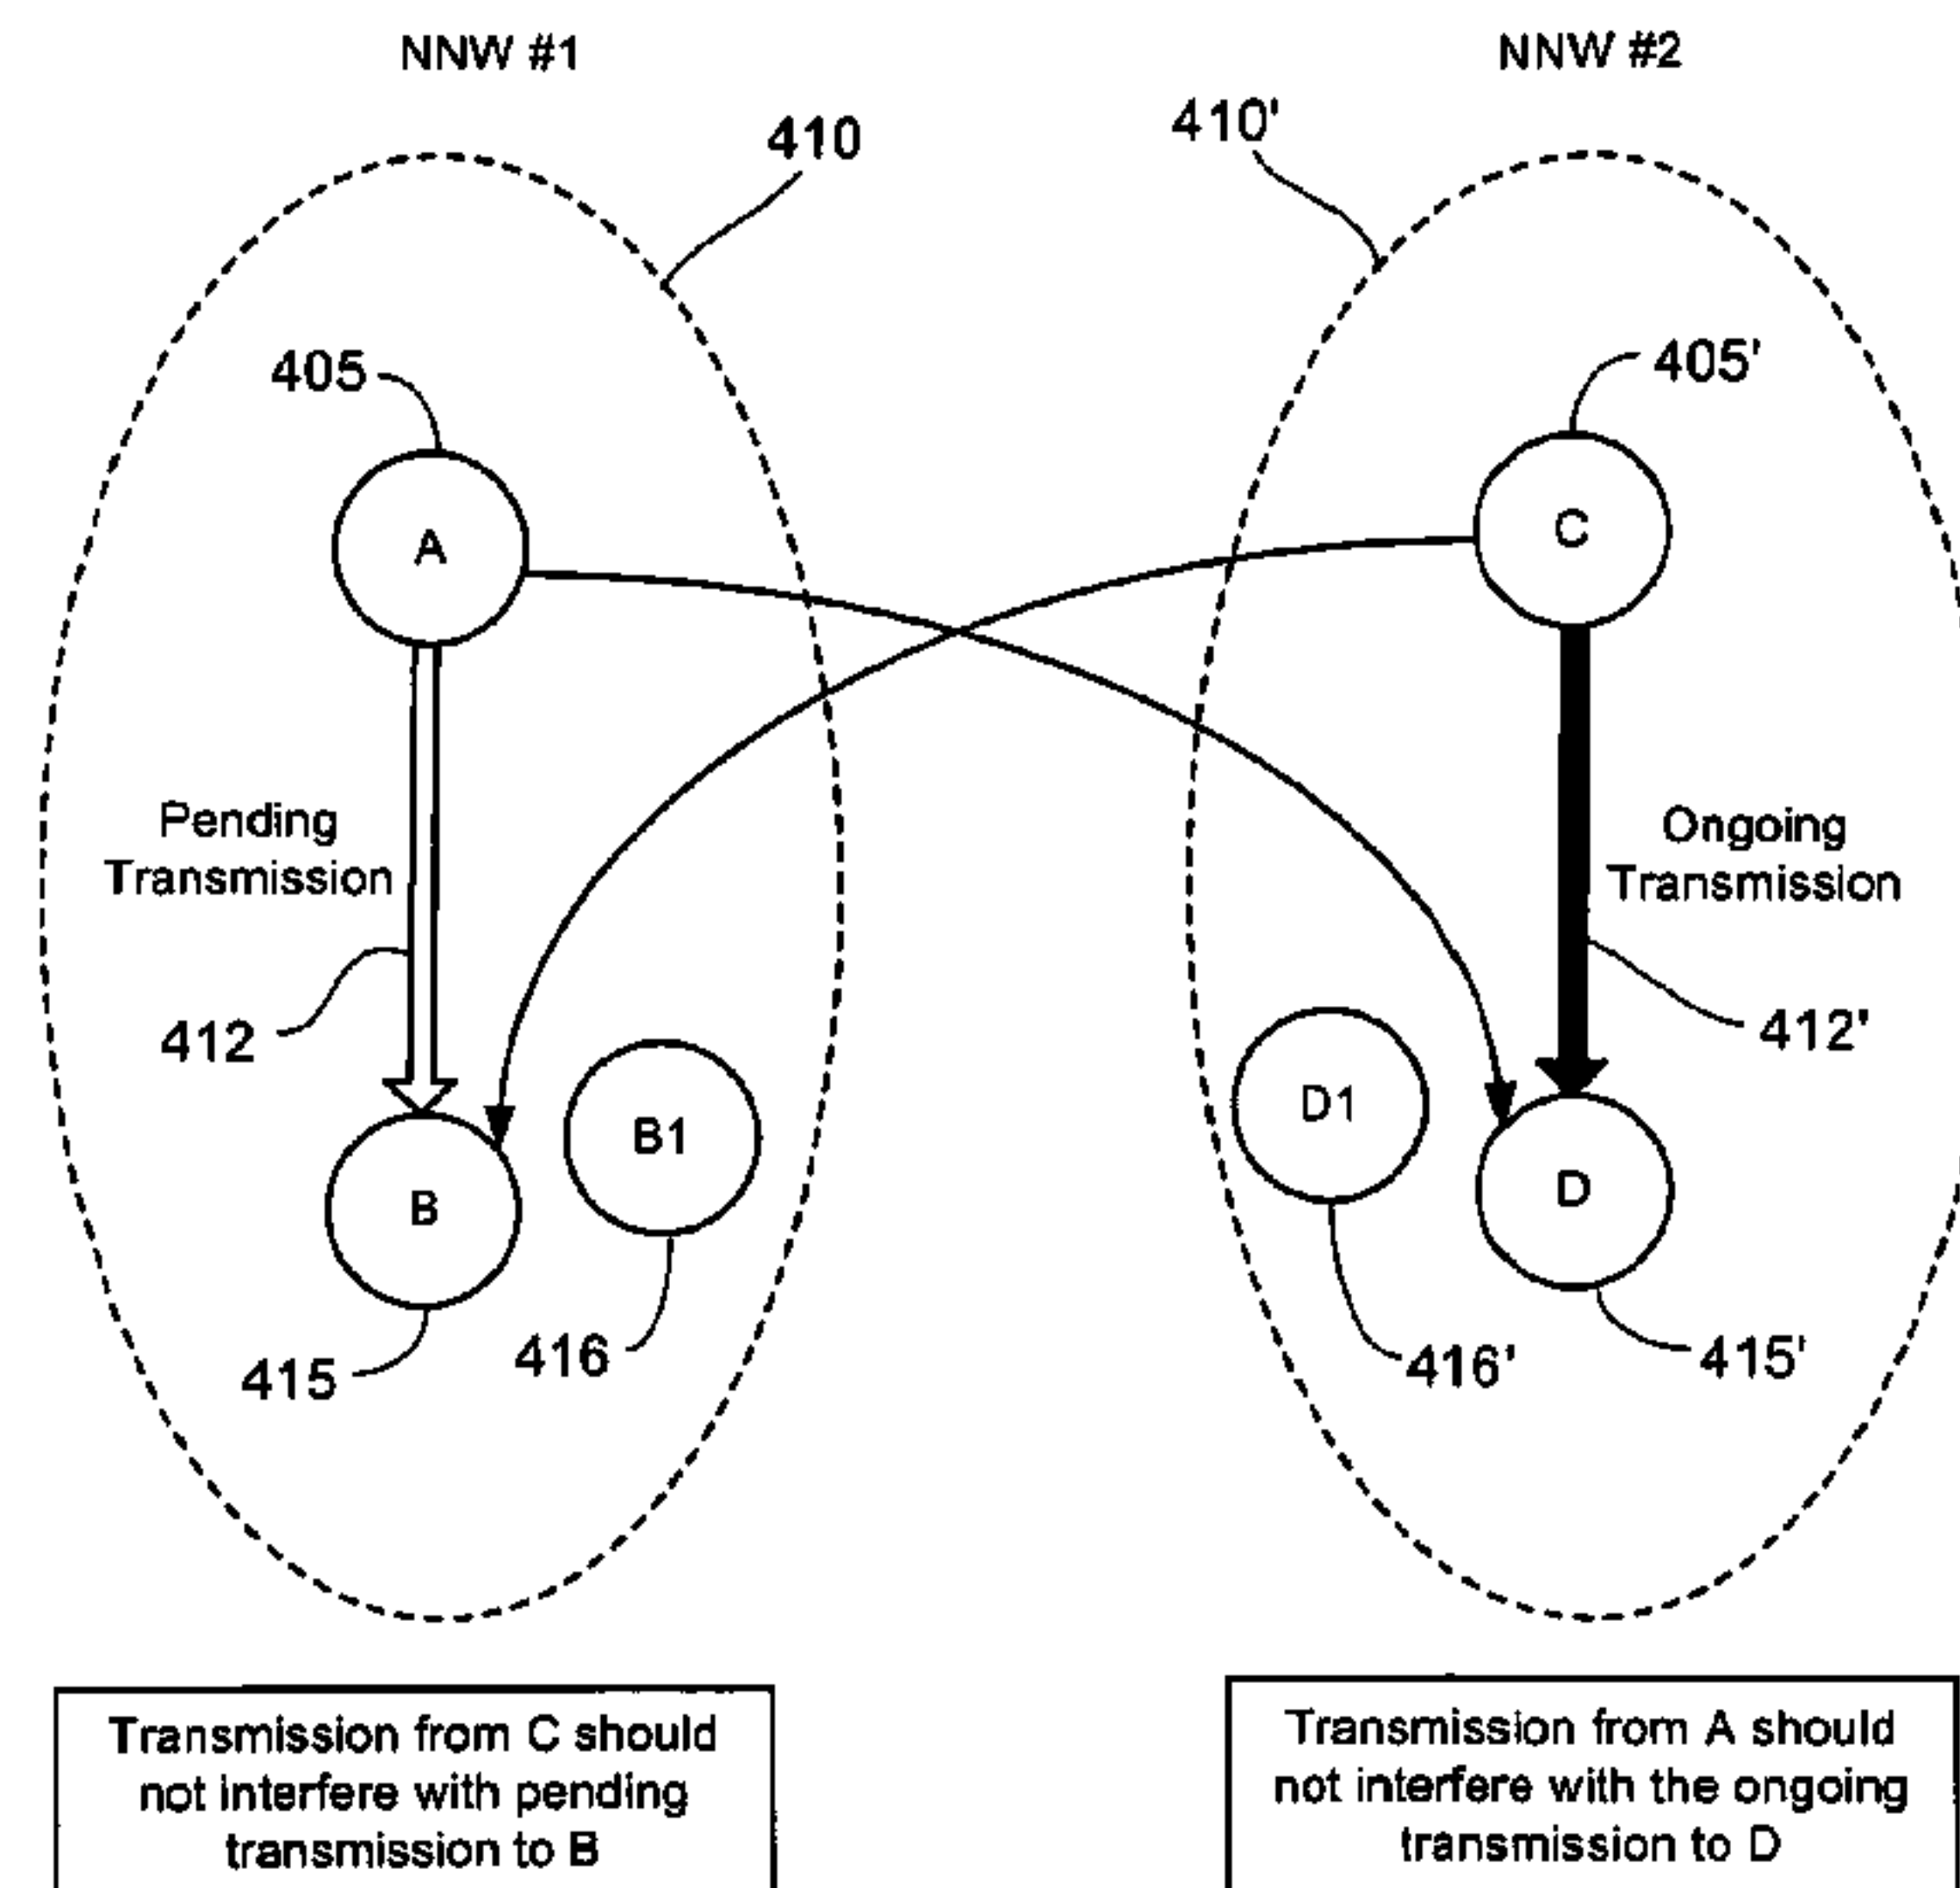 NNW #1
NNW #2
410
410'
405
405'
A
C
Pending
Transmission
Ongoing
Transmission
412
412'
B1
D1
B
D
415
416
416'
415'
Transmission from C should
not interfere with pending
transmission to B
Transmission from A should
not interfere with the ongoing
transmission to D